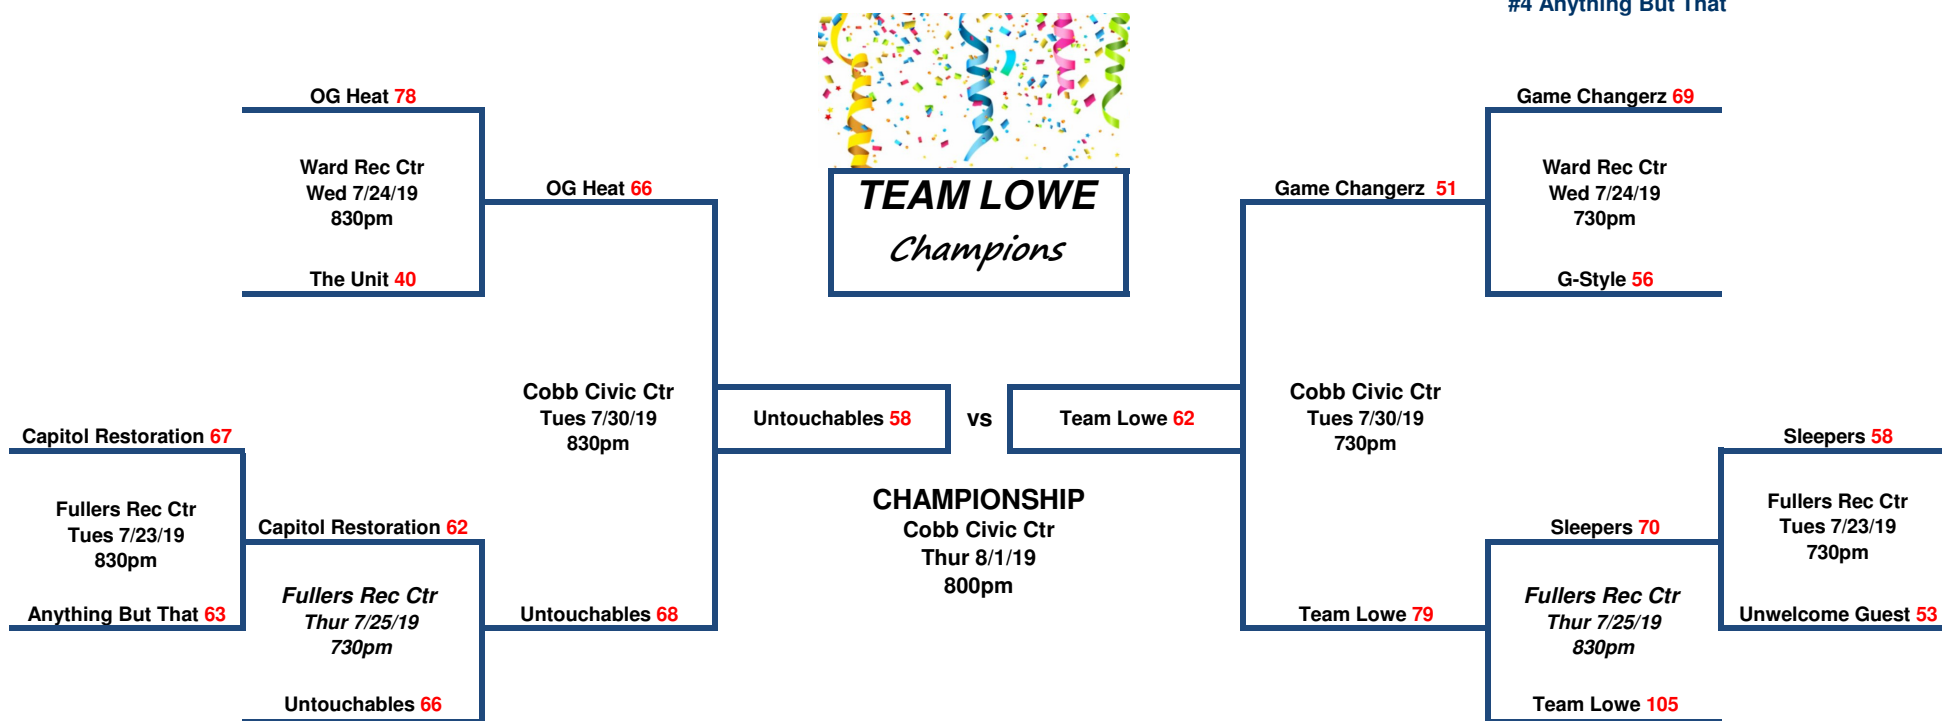 #4 Anything But That
OG Heat 78
Ward Rec Ctr
Wed 7/24/19
830pm
The Unit 40
OG Heat 66
Capitol Restoration 67
Fullers Rec Ctr
Tues 7/23/19
830pm
Anything But That 63
Capitol Restoration 62
Fullers Rec Ctr
Thur 7/25/19
730pm
Untouchables 66
Cobb Civic Ctr
Tues 7/30/19
830pm
Untouchables 68
TEAM LOWE
Champions
Untouchables 58
vs
Team Lowe 62
CHAMPIONSHIP
Cobb Civic Ctr
Thur 8/1/19
800pm
Game Changerz 51
Cobb Civic Ctr
Tues 7/30/19
730pm
Team Lowe 79
Game Changerz 69
Ward Rec Ctr
Wed 7/24/19
730pm
G-Style 56
Sleepers 70
Fullers Rec Ctr
Thur 7/25/19
830pm
Team Lowe 105
Sleepers 58
Fullers Rec Ctr
Tues 7/23/19
730pm
Unwelcome Guest 53